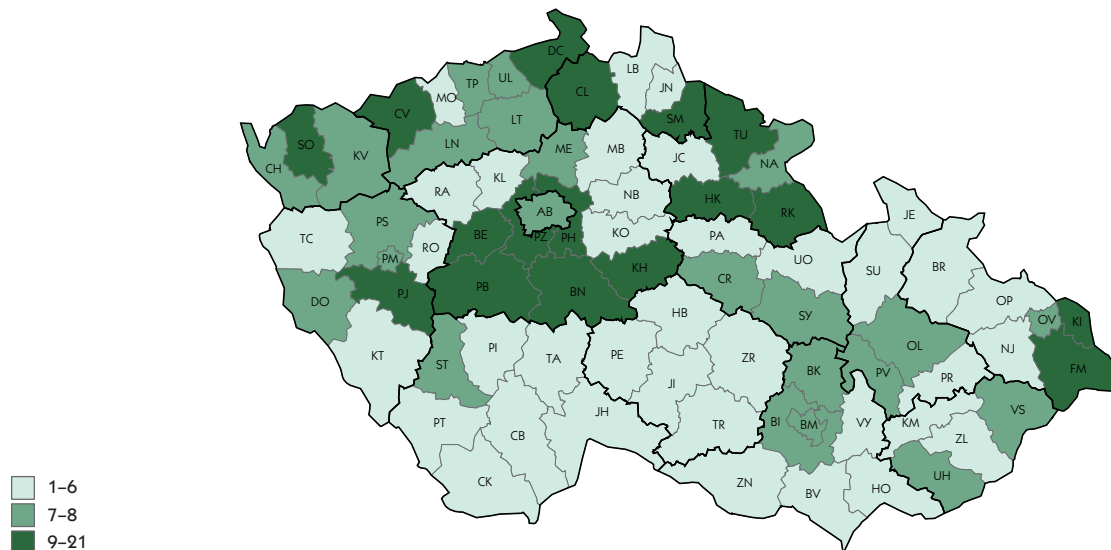 DC
LB
TP
UL
JN
MO
CL
CV
LT
SM
TU
SO
LN
ME
MB
JC
KV
NA
CH
KL
RA
NB
HK
AB
RK
JE
PS
KO
BE
PZ
PH
PA
TC
RO
UO
PM
SU
BR
KH
CR
PB
BN
PJ
DO
OP
HB
SY
OV
KI
PI
OL
NJ
KT
TA
PE
ZR
ST
BK
PV
FM
PR
JI
VS
JH
PT
TR
BI
BM
VY
KM
CB
ZL
UH
CK
ZN
BV
HO
1–6
7–8
9–21